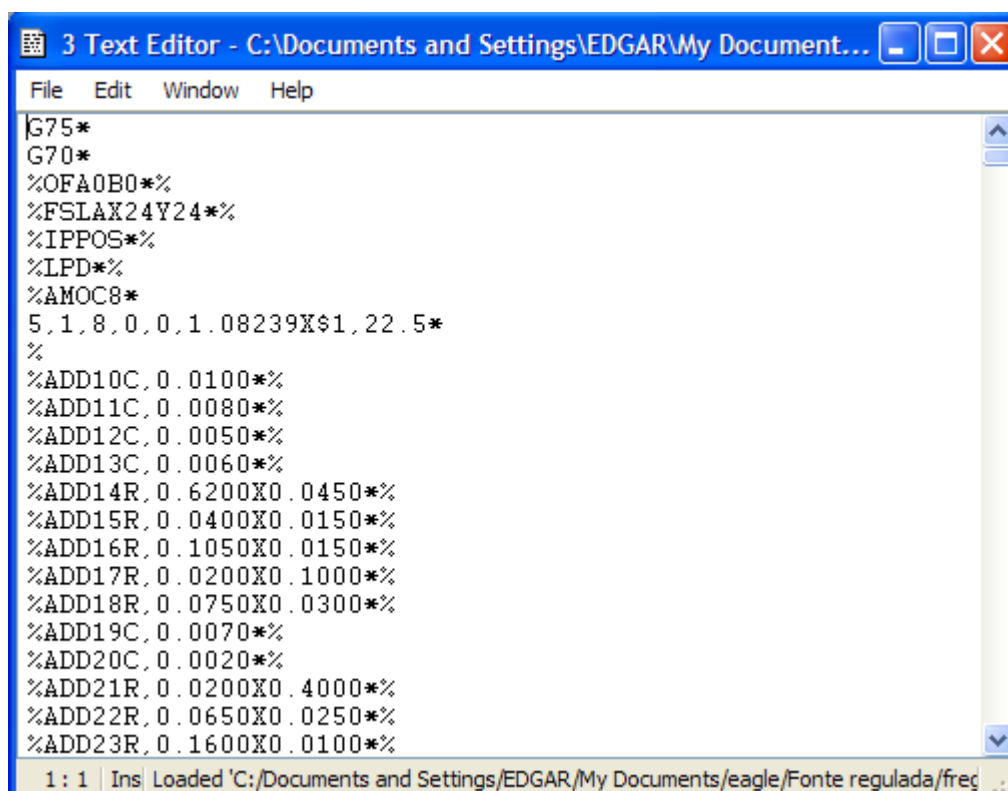 3 Text Editor - C:\Documents and Settings\EDGAR\My Document...
File Edit Window Help
G75*
G70*
%OFA0B0*%
%FSLAX24Y24*%
%IPPOS*%
%LPD*%
%AMOC8*
5,1,8,0,0,1.08239X$1,22.5*
%
%ADD10C,0.0100*%
%ADD11C,0.0080*%
%ADD12C,0.0050*%
%ADD13C,0.0060*%
%ADD14R,0.6200X0.0450*%
%ADD15R,0.0400X0.0150*%
%ADD16R,0.1050X0.0150*%
%ADD17R,0.0200X0.1000*%
%ADD18R,0.0750X0.0300*%
%ADD19C,0.0070*%
%ADD20C,0.0020*%
%ADD21R,0.0200X0.4000*%
%ADD22R,0.0650X0.0250*%
%ADD23R,0.1600X0.0100*%
1: 1 Ins Loaded 'C:/Documents and Settings/EDGAR/My Documents/eagle/Fonte regulada/freq